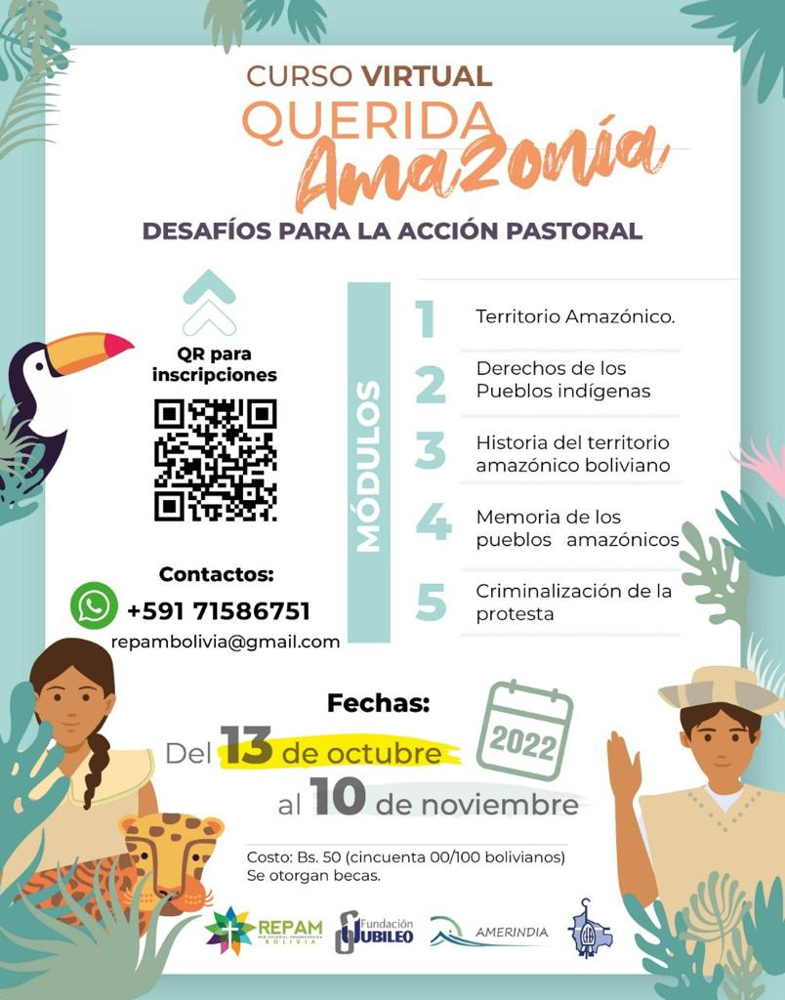 CURSO VIRTUAL
QUERIDA
Amazonía
DESAFÍOS PARA LA ACCIÓN PASTORAL
QR para
inscripciones
Contactos:
+591 71586751
repambolivia@gmail.com
MÓDULOS
1 Territorio Amazónico.
2 Derechos de los
Pueblos indígenas
3 Historia del territorio
amazónico boliviano
4 Memoria de los
pueblos amazónicos
5 Criminalización de la
protesta
Fechas:
2022
Del 13 de octubre
al 10 de noviembre
Costo: Bs. 50 (cincuenta 00/100 bolivianos)
Se otorgan becas.
REPAM
RED ECLESIAL PANAMAZÓNICA
BOLIVIA
Fundación
JUBILEO
AMERINDIA